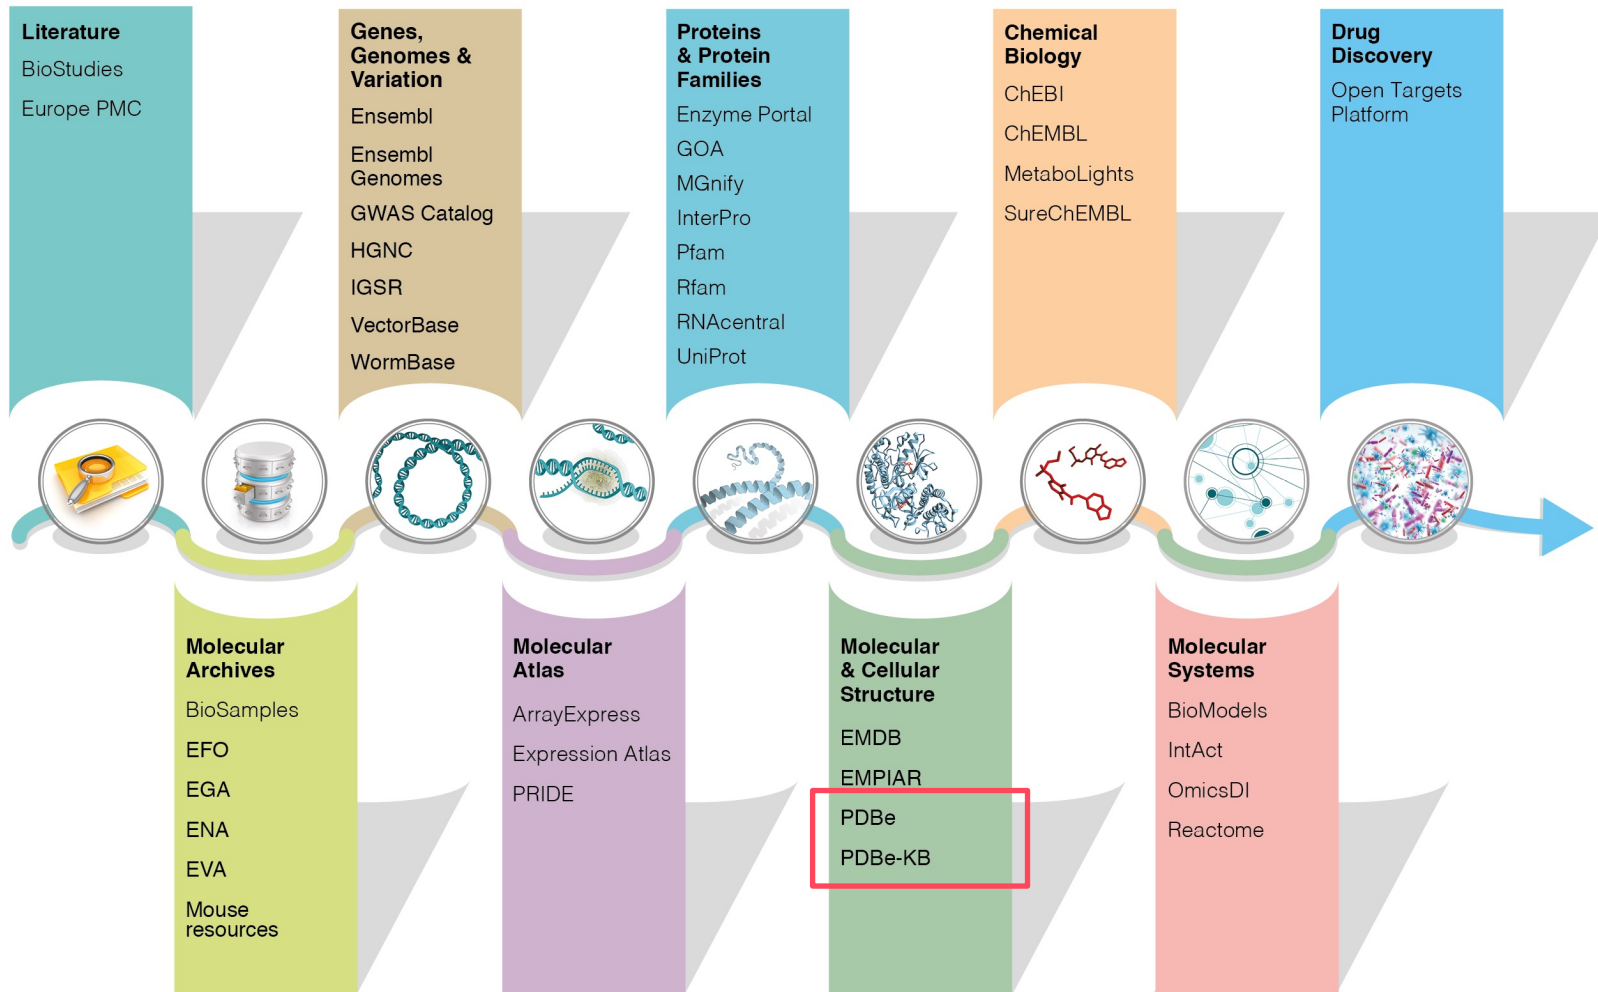 Literature
BioStudies
Europe PMC
Genes,
Genomes &
Variation
Ensembl
Ensembl
Genomes
GWAS Catalog
HGNC
IGSR
VectorBase
WormBase
Proteins
& Protein
Families
Enzyme Portal
GOA
MGnify
InterPro
Pfam
Rfam
RNAcentral
UniProt
Chemical
Biology
ChEBI
ChEMBL
MetaboLights
SureChEMBL
Drug
Discovery
Open Targets
Platform
Molecular
Archives
BioSamples
EFO
EGA
ENA
EVA
Mouse
resources
Molecular
Atlas
ArrayExpress
Expression Atlas
PRIDE
Molecular
& Cellular
Structure
EMDB
EMPIAR
PDBe
PDBe-KB
Molecular
Systems
BioModels
IntAct
OmicsDI
Reactome